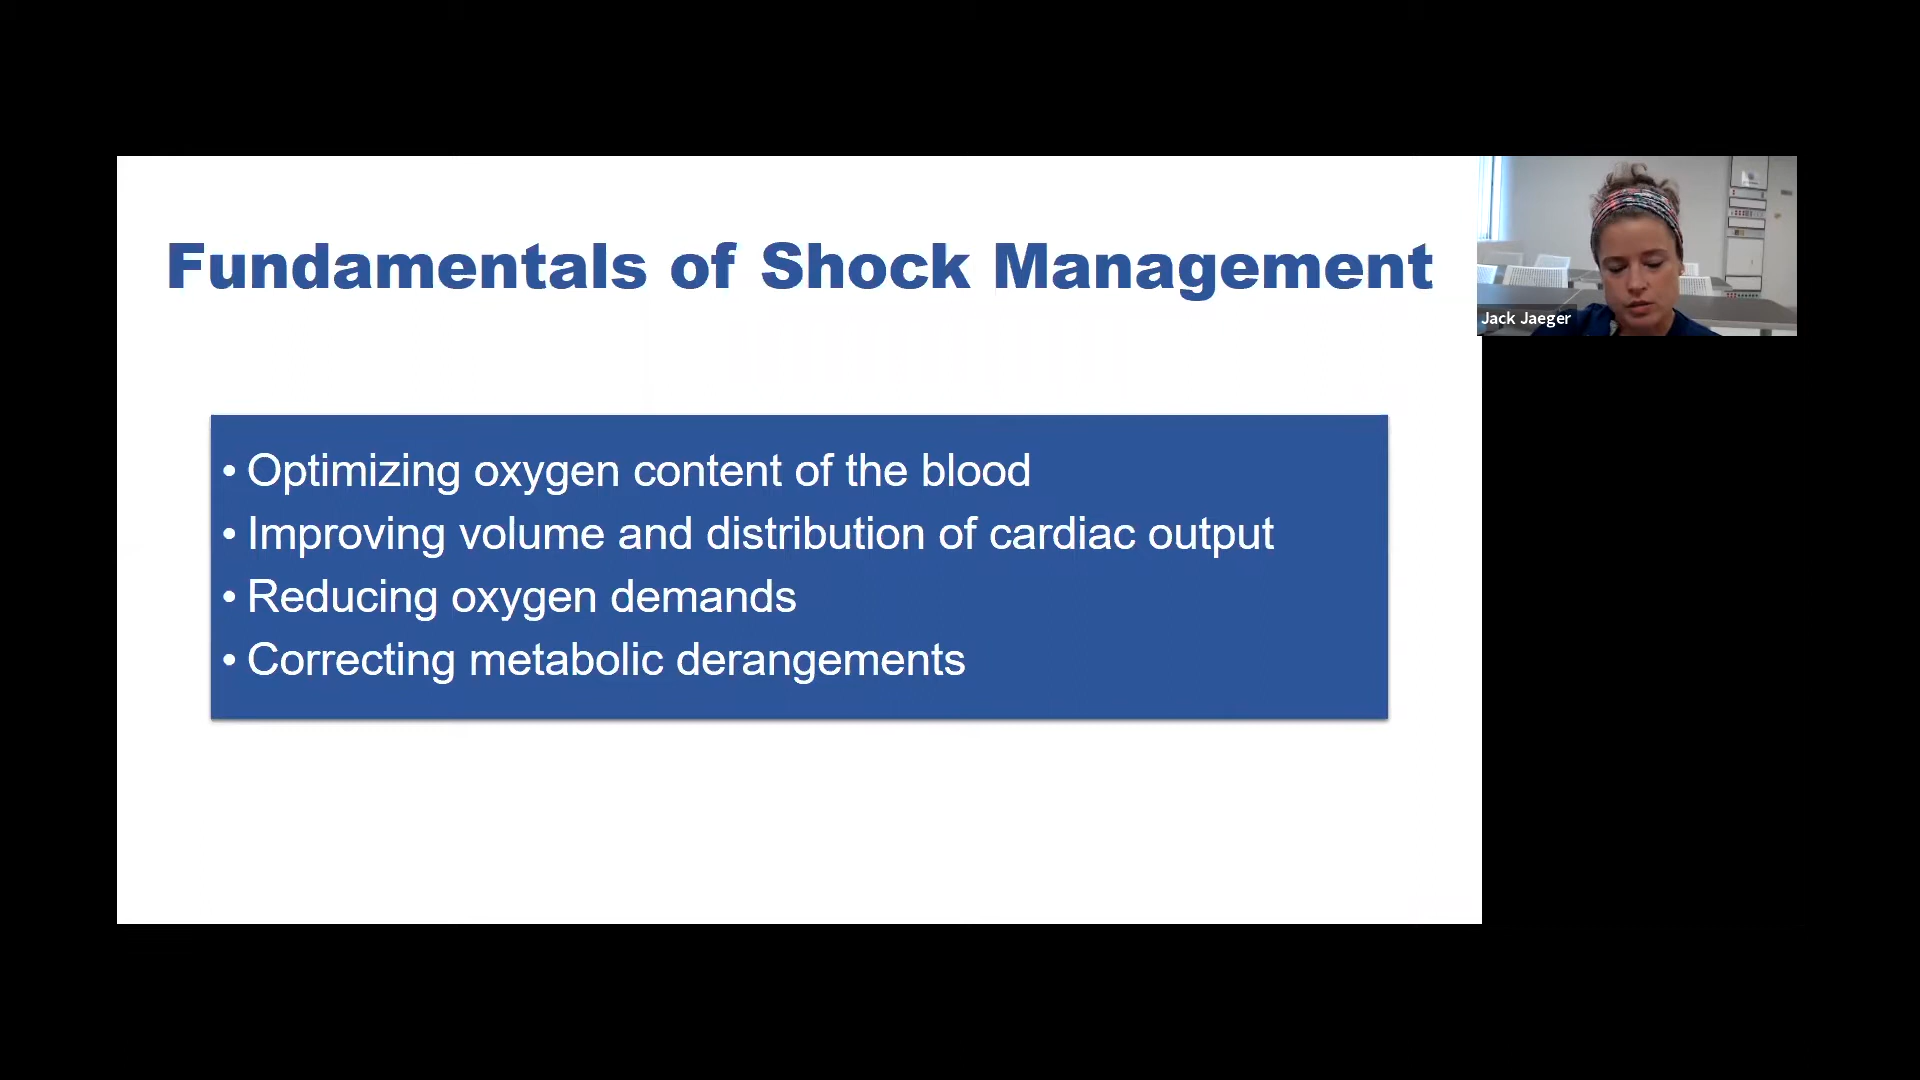 Fundamentals of Shock Management
Jack Jaeger
• Optimizing oxygen content of the blood
• Improving volume and distribution of cardiac output
• Reducing oxygen demands
• Correcting metabolic derangements